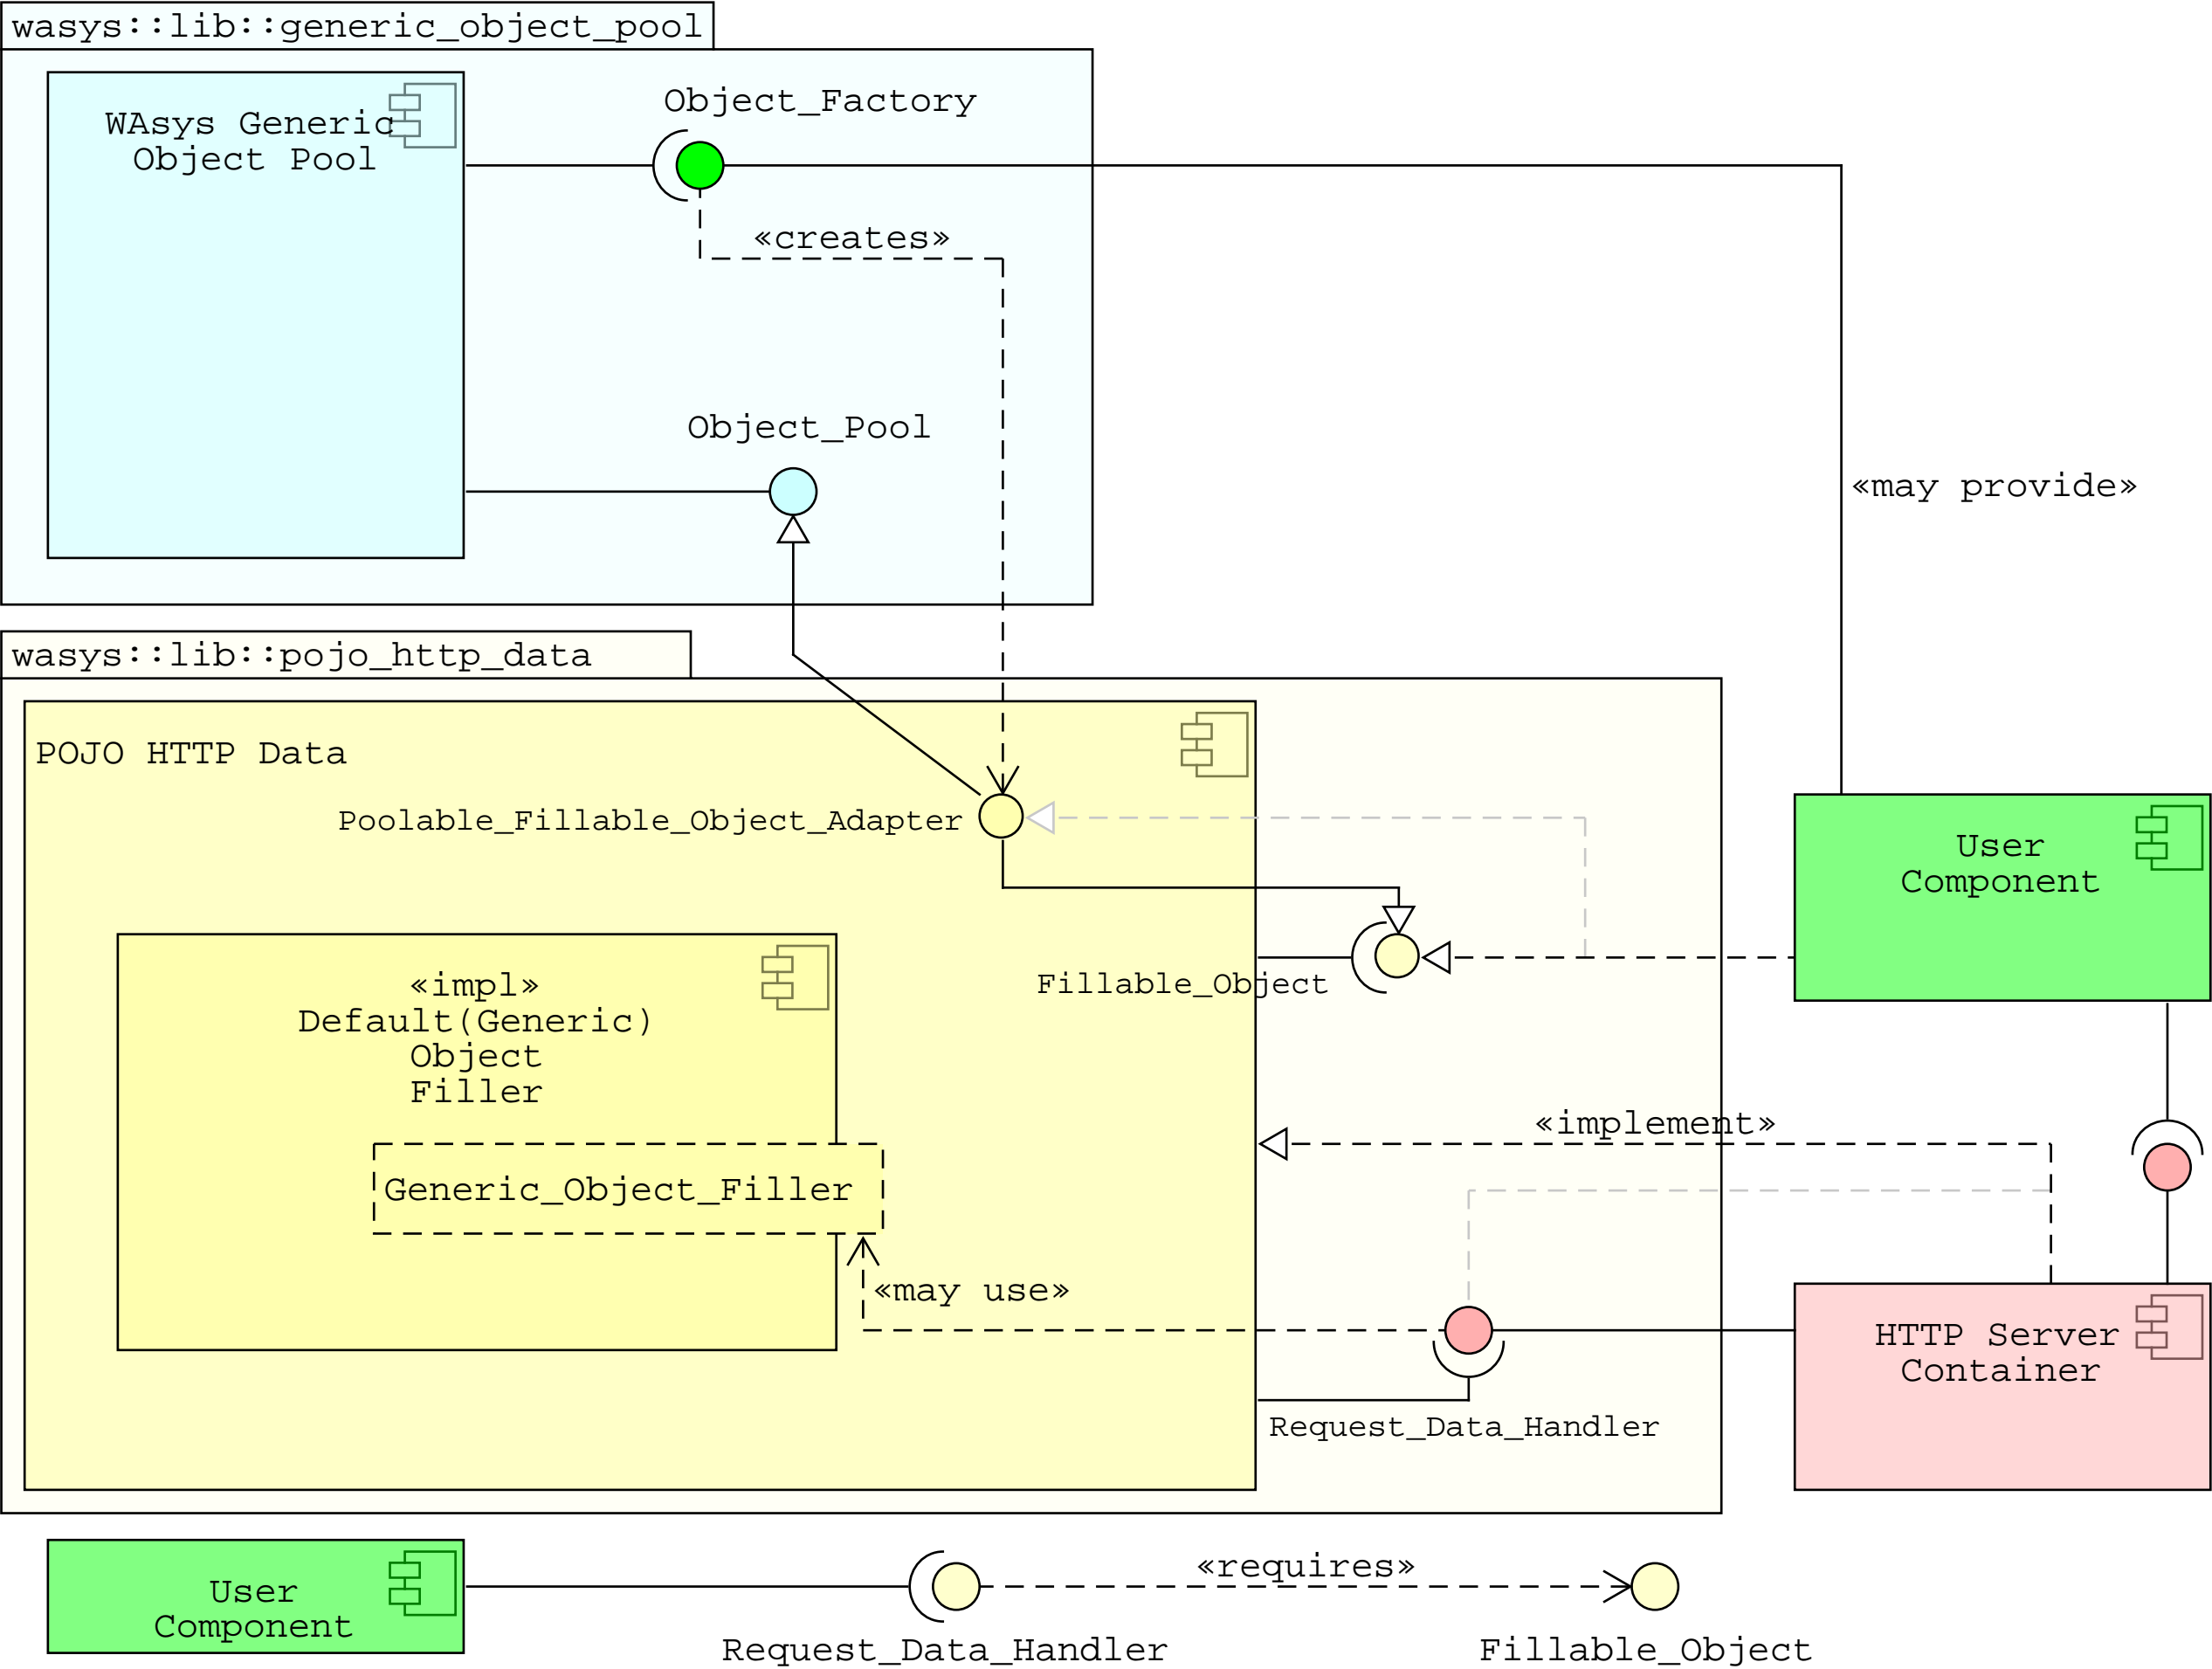 wasys::lib::generic_object_pool
WAsys Generic
Object Pool
Object_Factory
«creates»
Object_Pool
«may provide»
wasys::lib::pojo_http_data
POJO HTTP Data
Poolable_Fillable_Object_Adapter
User
Component
Fillable_Object
«impl»
Default(Generic)
Object
Filler
Generic_Object_Filler
«implement»
«may use»
HTTP Server
Container
Request_Data_Handler
User
Component
«requires»
Request_Data_Handler
Fillable_Object